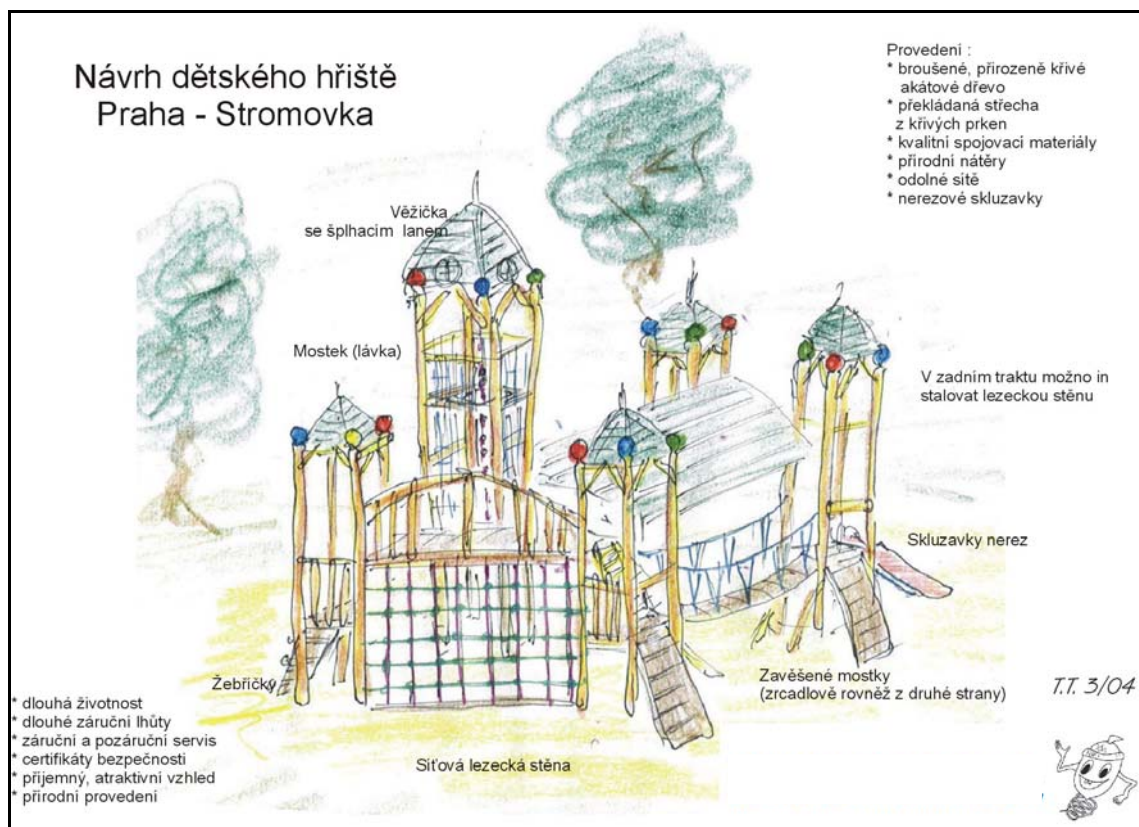 Návrh dětského hřiště
Praha - Stromovka
Provedení :
* broušené, přirozeně křivé
akátové dřevo
* překládaná střecha
z křivých prken
* kvalitní spojovací materiály
* přírodní nátěry
* odolné sítě
* nerezové skluzavky
Věžička
se šplhacim lanem
Mostek (lávka)
V zadním traktu možno in
stalovat lezeckou stěnu
Skluzavky nerez
Žebříčky
Zavěšené mostky
(zrcadlově rovněž z druhé strany)
T.T. 3/04
* dlouhá životnost
* dlouhé záruční lhůty
* záruční a pozáruční servis
* certifikáty bezpečnosti
* příjemný, atraktivní vzhled
* přírodní provedení
Síťová lezecká stěna